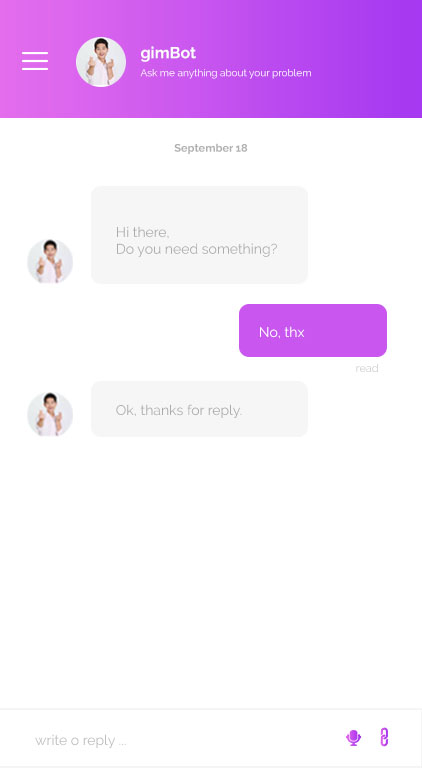 gimBot
Ask me anything about your problem
September 18
Hi there,
Do you need something?
No, thx
read
Ok, thanks for reply.
write o reply ...